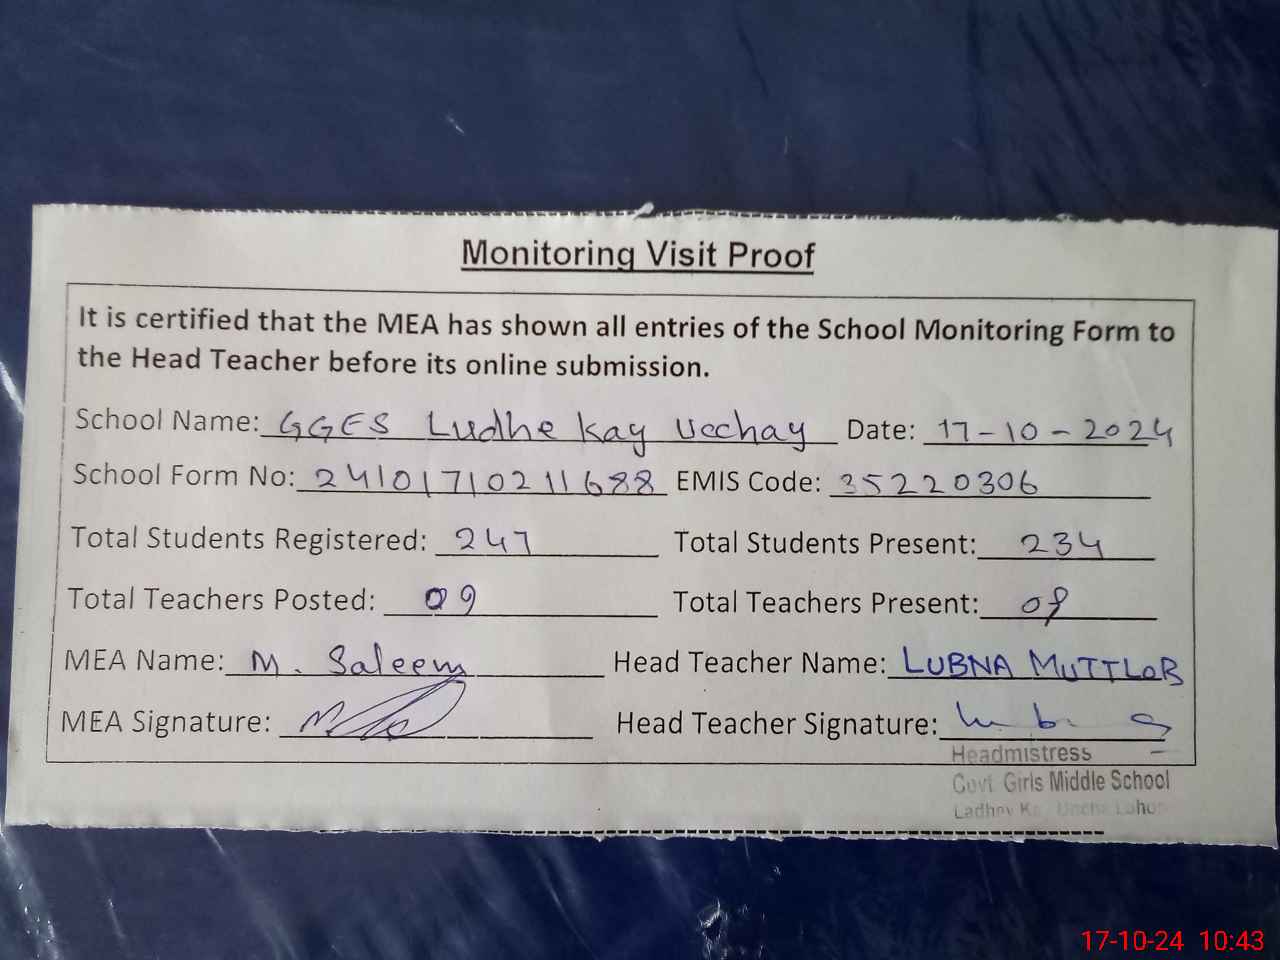 Monitoring Visit Proof
It is certified that the MEA has shown all entries of the School Monitoring Form to
the Head Teacher before its online submission.
School Name: GGES Ludhe Kay Uchay Date: 17-10-2024
School Form No: 24101710211688 EMIS Code: 35220306
Total Students Registered: 247 Total Students Present: 234
Total Teachers Posted: 09 Total Teachers Present:
MEA Name: M. Saleem Head Teacher Name: LUBNA MUTTLOB
MEA Signature: Head Teacher Signature:
Headmistress
Govt. Girls Middle School
Ladhey
17-10-24 10:43